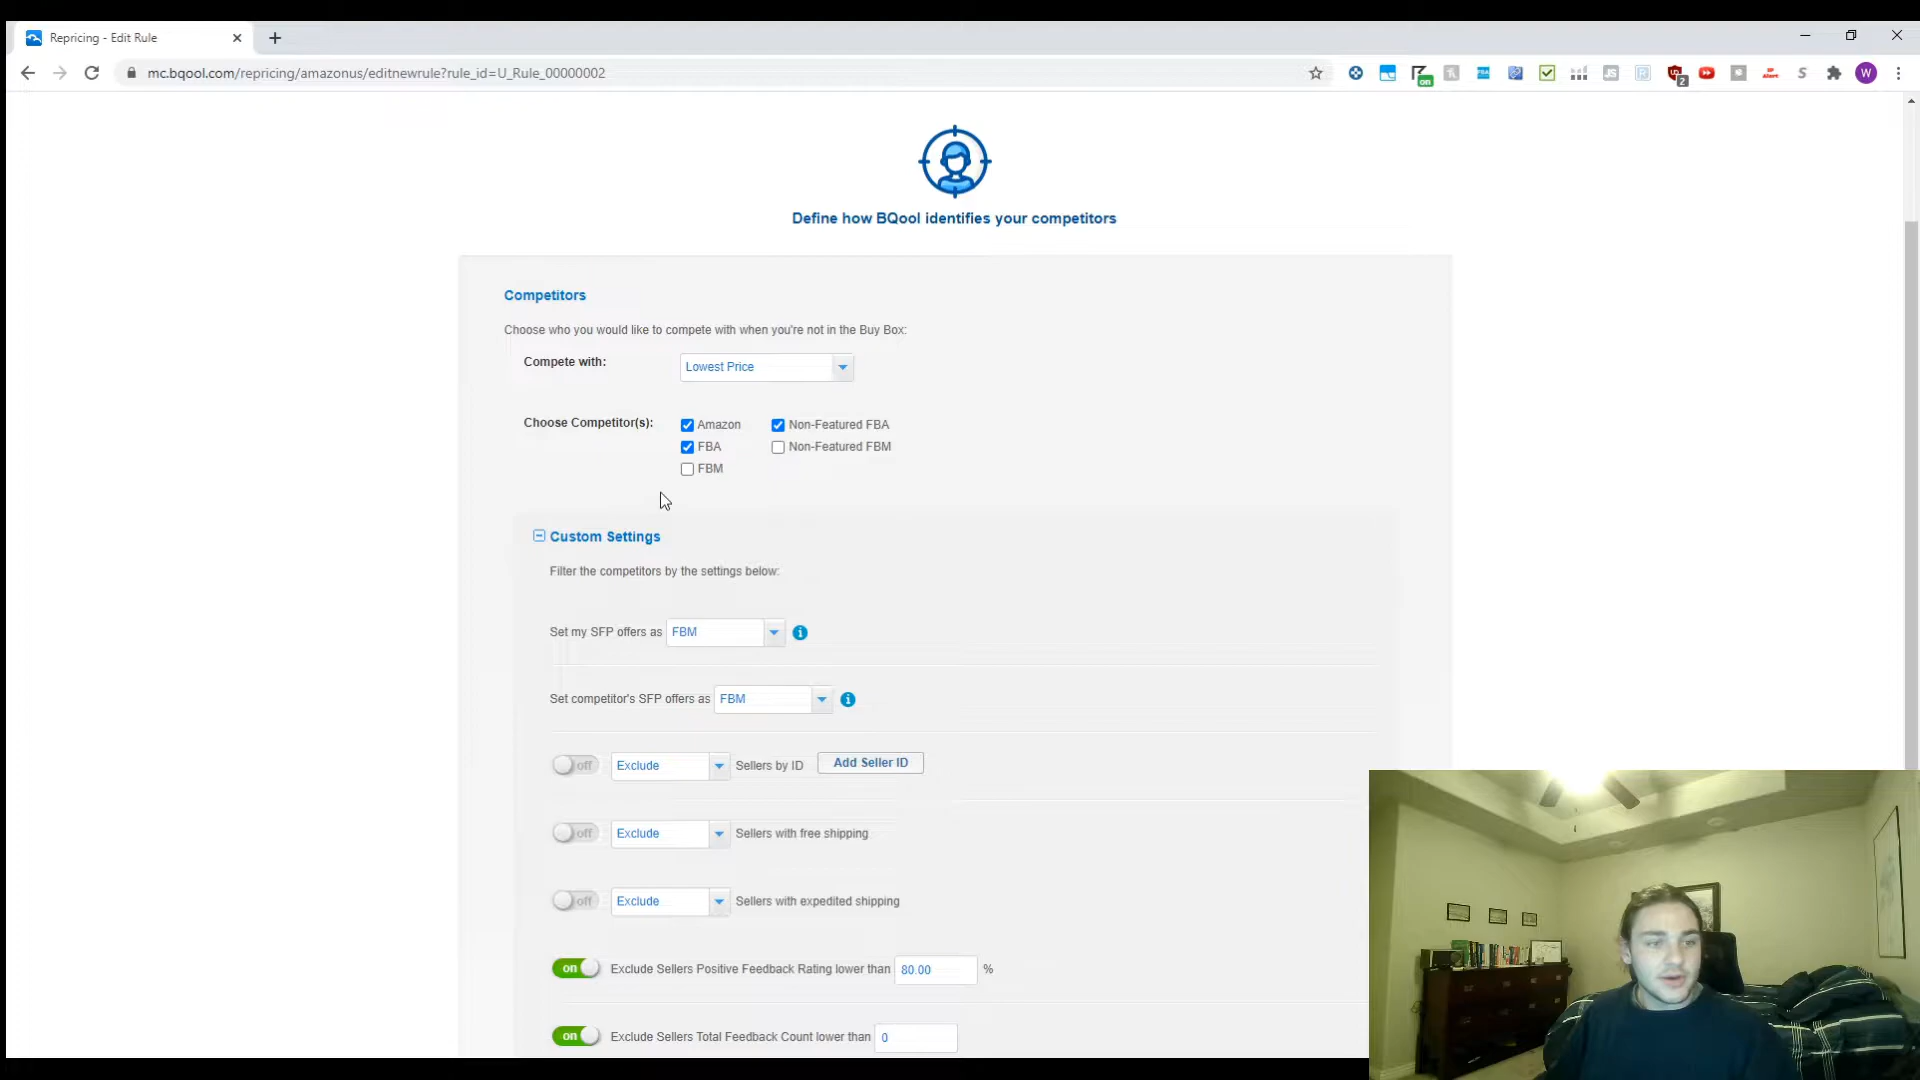 Repricing - Edit Rule
mc.bqool.com/repricing/amazonus/editnewrule?rule_id=U_Rule_00000002
on
FBA
JS
2
Alert
S
W
Define how BQool identifies your competitors
Competitors
Choose who you would like to compete with when you're not in the Buy Box:
Compete with:
Lowest Price
Choose Competitor(s):
Amazon
Non-Featured FBA
FBA
Non-Featured FBM
FBM
Custom Settings
Filter the competitors by the settings below:
Set my SFP offers as
FBM
Set competitor's SFP offers as
FBM
off
Exclude
Sellers by ID
Add Seller ID
off
Exclude
Sellers with free shipping
off
Exclude
Sellers with expedited shipping
on
Exclude Sellers Positive Feedback Rating lower than
80.00
%
on
Exclude Sellers Total Feedback Count lower than
0